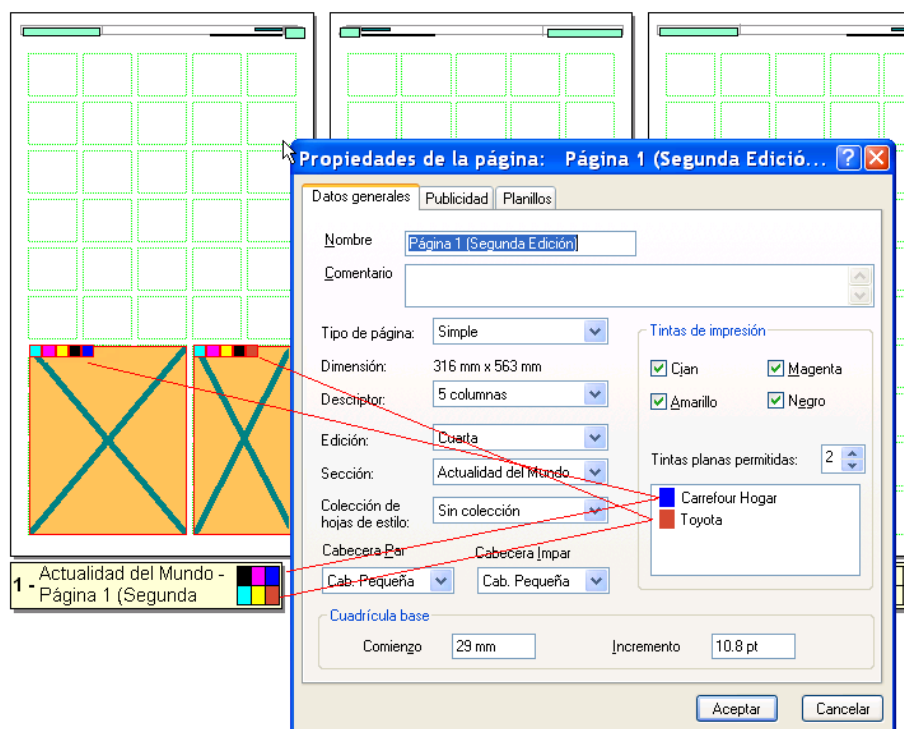 Propiedades de la página: Página 1 (Segunda Edició...
Datos generales Publicidad Planillos
Nombre Página 1 (Segunda Edición)
Comentario
Tipo de página: Simple
Dimensión: 316 mm x 563 mm
Descriptor: 5 columnas
Edición: Cuarta
Sección: Actualidad del Mundo
Colección de
hojas de estilo: Sin colección
Cabecera Par Cabecera Impar
Cab. Pequeña Cab. Pequeña
Tintas de impresión
Cian Magenta
Amarillo Negro
Tintas planas permitidas: 2
Carrefour Hogar
Toyota
1 - Actualidad del Mundo -
Página 1 (Segunda
Cuadrícula base
Comienzo 29 mm Incremento 10.8 pt
Aceptar Cancelar